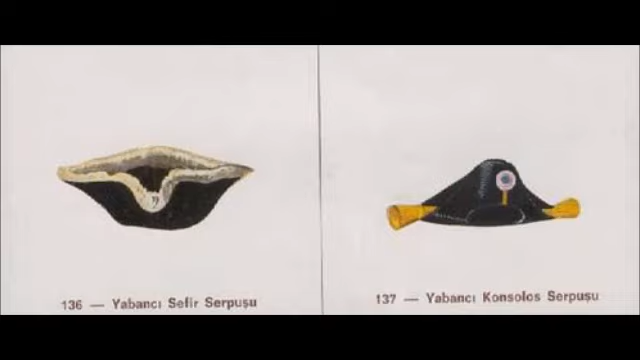 136 — Yabancı Sefir Serpuşu
137 — Yabancı Konsolos Serpuşu